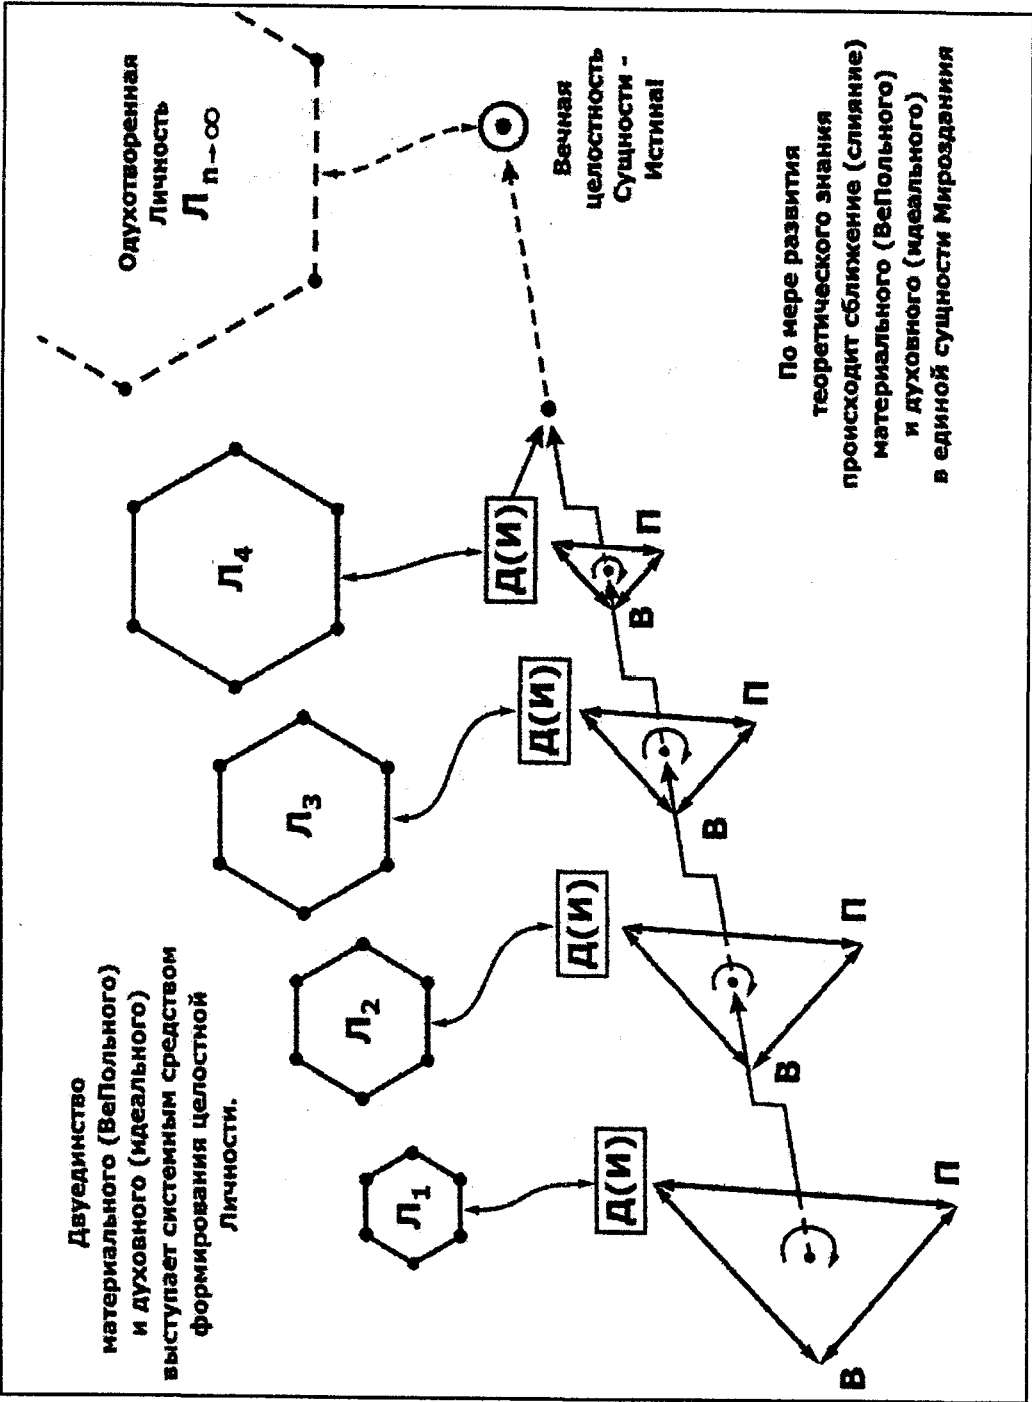 Двуединство
материального (ВеПольного)
и духовного (идеального)
выступает системным средством
формирования целостной
Личности.
Одухотворенная
Личность
Л n→∞
Л1
Л2
Л3
Л4
Д(И)
Д(И)
Д(И)
Д(И)
В
П
В
П
В
П
В
П
Вечная
целостность
Сущности -
Истина!
По мере развития
теоретического знания
происходит сближение (слияние)
материального (ВеПольного)
и духовного (идеального)
в единой сущности Мироздания